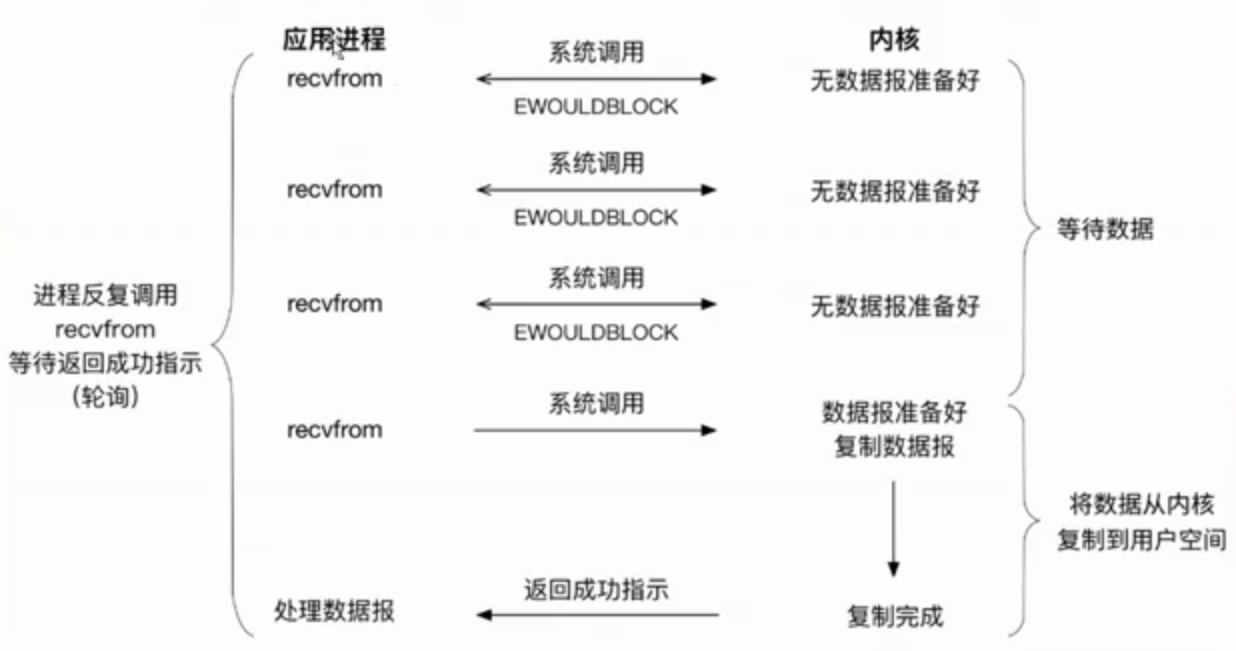 应用进程
系统调用
内核
recvfrom
无数据报准备好
EWOULDBLOCK
系统调用
recvfrom
无数据报准备好
EWOULDBLOCK
等待数据
系统调用
进程反复调用
recvfrom
无数据报准备好
recvfrom
EWOULDBLOCK
等待返回成功指示
(轮询)
系统调用
数据报准备好
recvfrom
复制数据报
将数据从内核
复制到用户空间
返回成功指示
处理数据报
复制完成